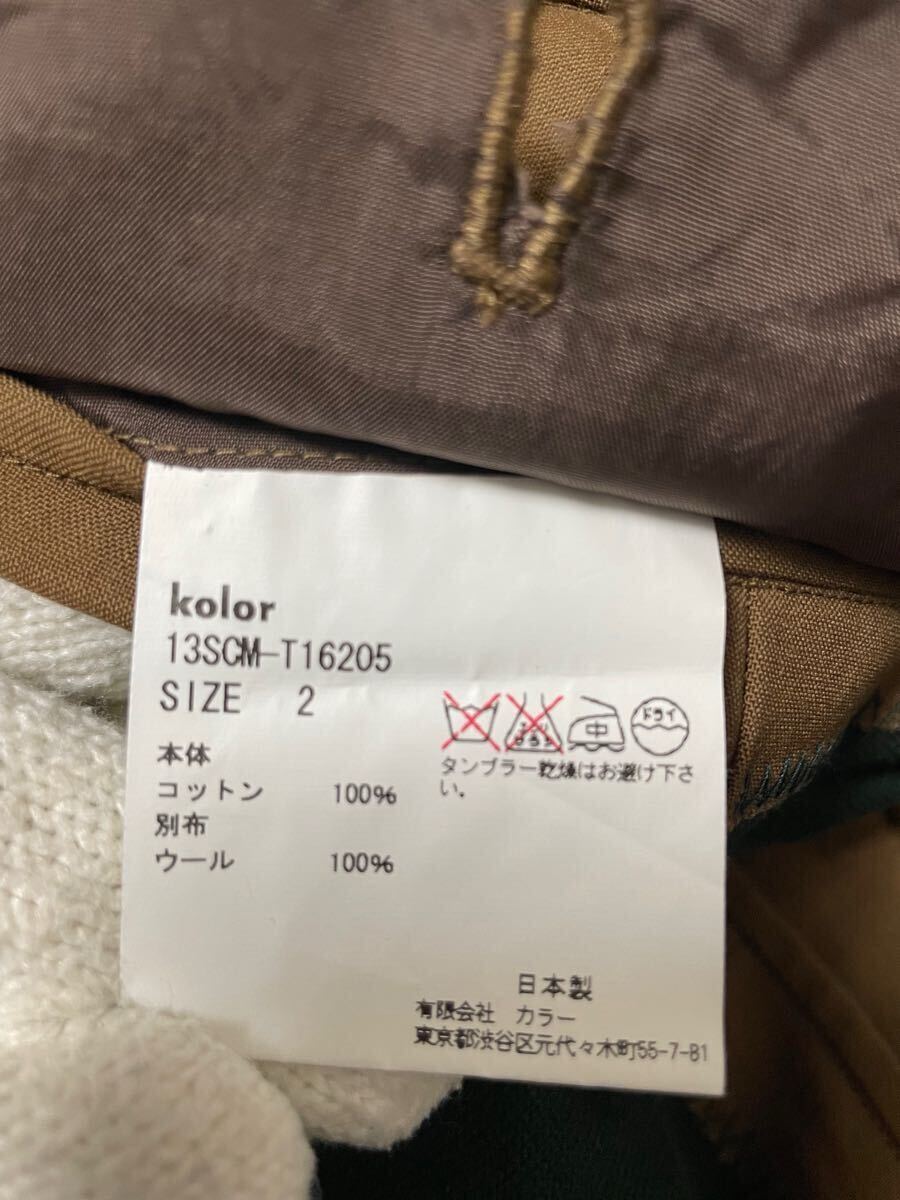 kolor
13SCM-T16205
SIZE 2
中
ドライ
タンブラー乾燥はお避け下さ
い。
本体
コットン 100%
別布
ウール 100%
日本製
有限会社 カラー
東京都渋谷区元代々木町55-7-B1